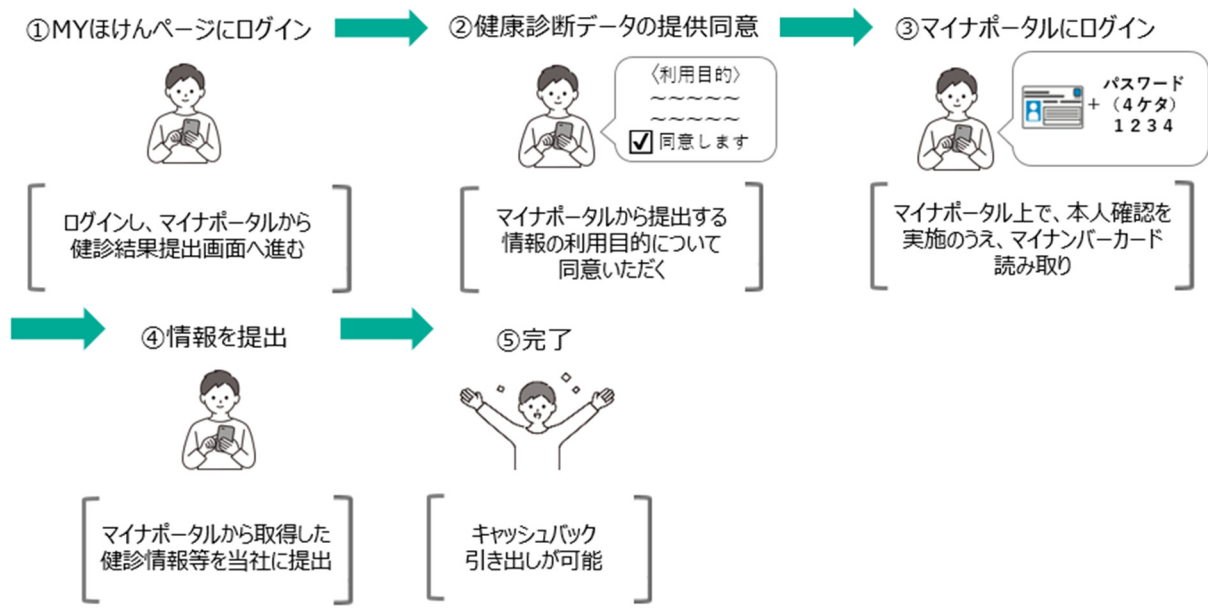 ①MYほけんページにログイン
②健康診断データの提供同意
③マイナポータルにログイン
〈利用目的〉
~~~~~
~~~~~
同意します
+
パスワード
（4ケタ）
1234
ログインし、マイナポータルから
健診結果提出画面へ進む
マイナポータルから提出する
情報の利用目的について
同意いただく
マイナポータル上で、本人確認を
実施のうえ、マイナンバーカード
読み取り
④情報を提出
⑤完了
マイナポータルから取得した
健診情報等を当社に提出
キャッシュバック
引き出しが可能